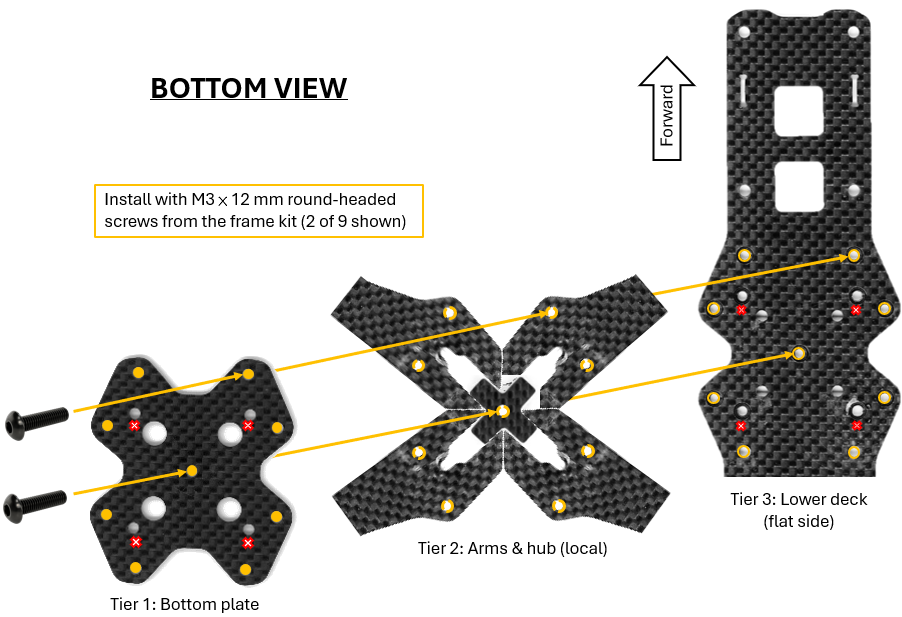 BOTTOM VIEW
Forward
Install with M3 x 12 mm round-headed
screws from the frame kit (2 of 9 shown)
Tier 3: Lower deck
(flat side)
Tier 2: Arms & hub (local)
Tier 1: Bottom plate